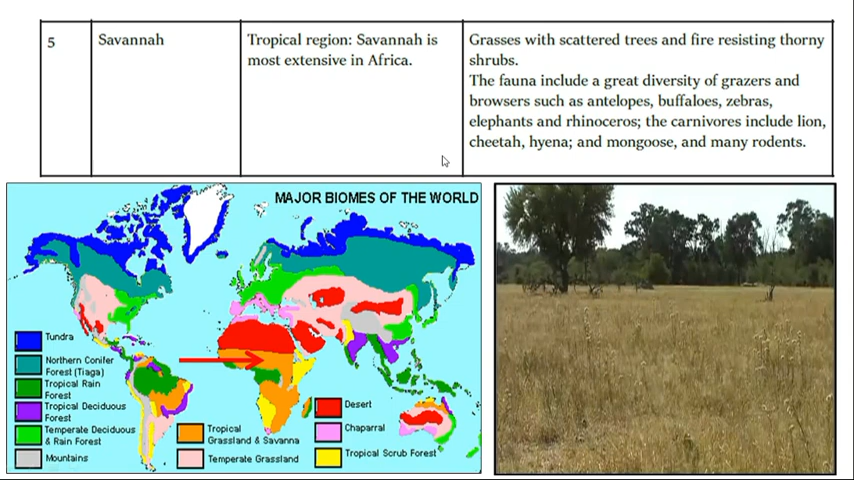 5
Savannah
Tropical region: Savannah is
most extensive in Africa.
Grasses with scattered trees and fire resisting thorny
shrubs.
The fauna include a great diversity of grazers and
browsers such as antelopes, buffaloes, zebras,
elephants and rhinoceros; the carnivores include lion,
cheetah, hyena; and mongoose, and many rodents.
MAJOR BIOMES OF THE WORLD
Tundra
Northern Conifer
Forest (Tiaga)
Tropical Rain
Forest
Tropical Deciduous
Forest
Temperate Deciduous
& Rain Forest
Mountains
Tropical
Grassland & Savanna
Temperate Grassland
Desert
Chaparral
Tropical Scrub Forest